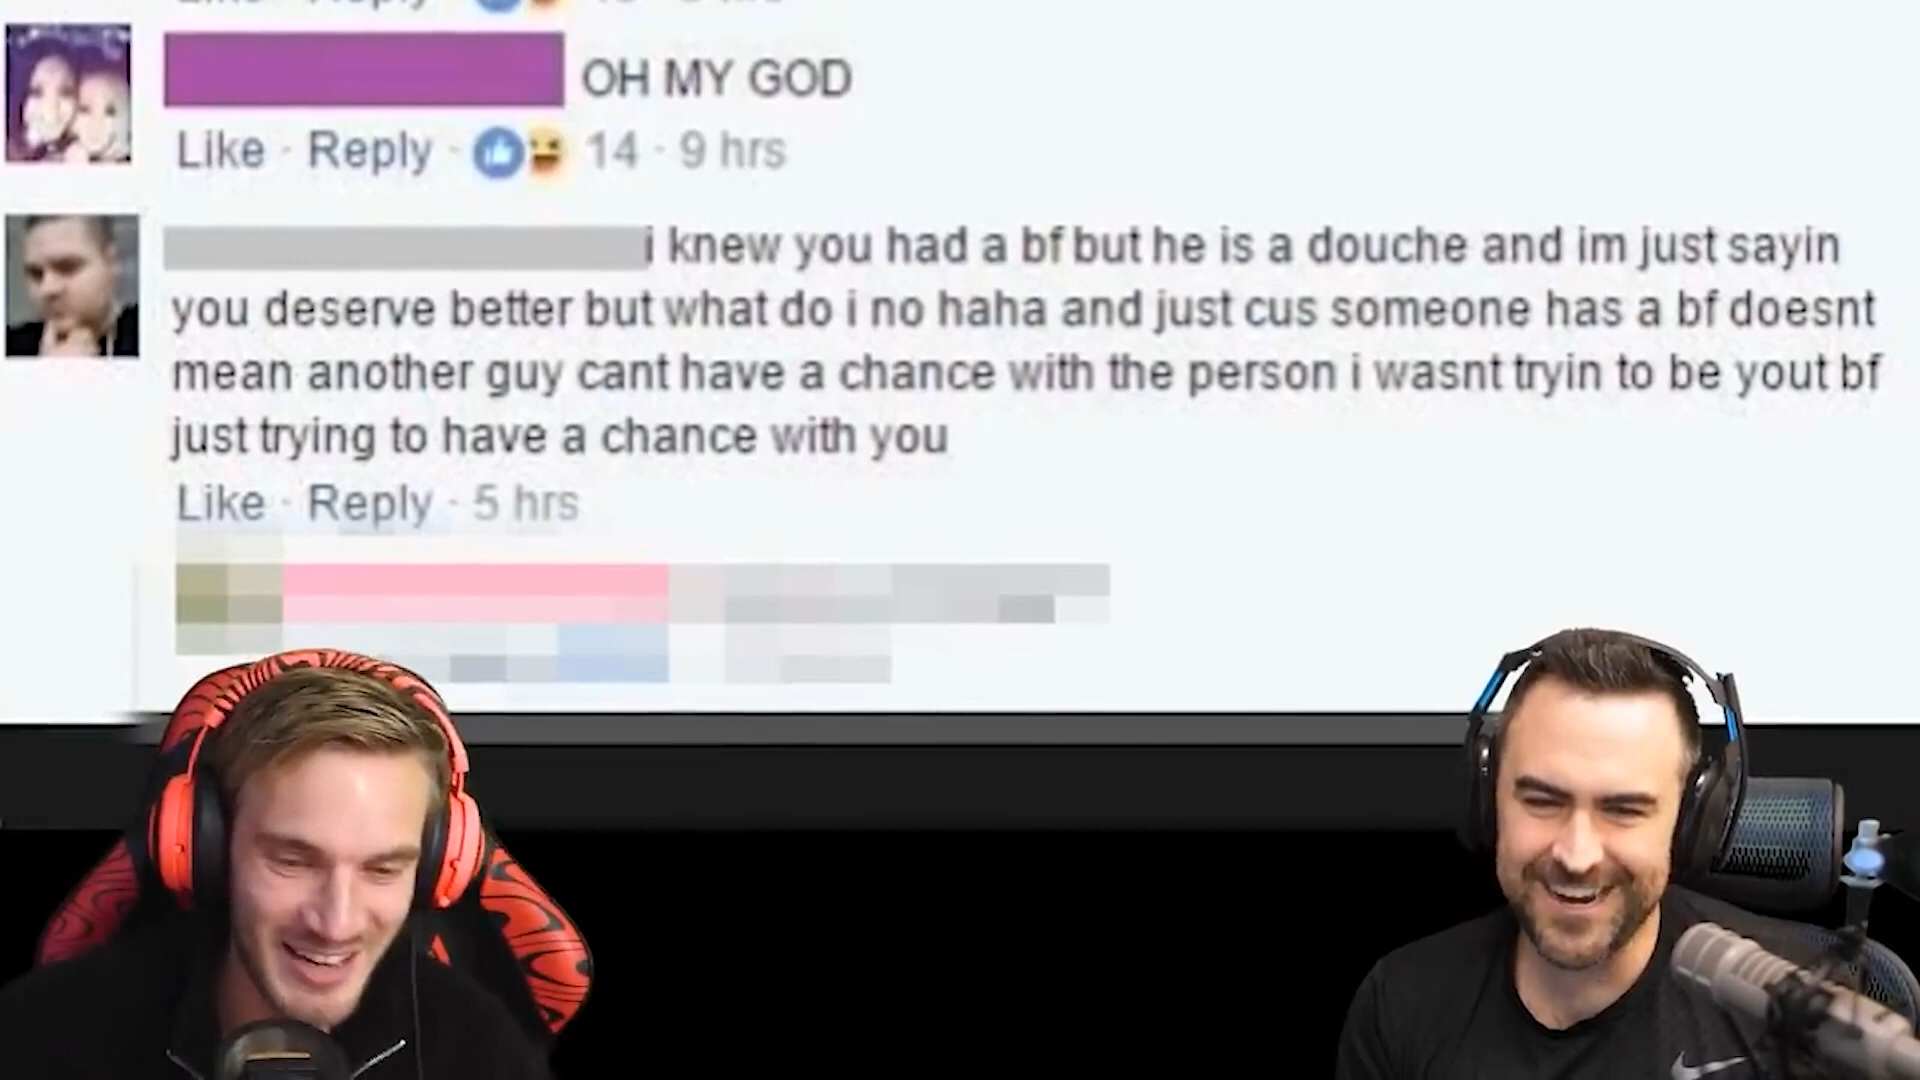 OH MY GOD
Like · Reply · 14 · 9 hrs
i knew you had a bf but he is a douche and im just sayin
you deserve better but what do i no haha and just cus someone has a bf doesnt
mean another guy cant have a chance with the person i wasnt tryin to be yout bf
just trying to have a chance with you
Like · Reply · 5 hrs